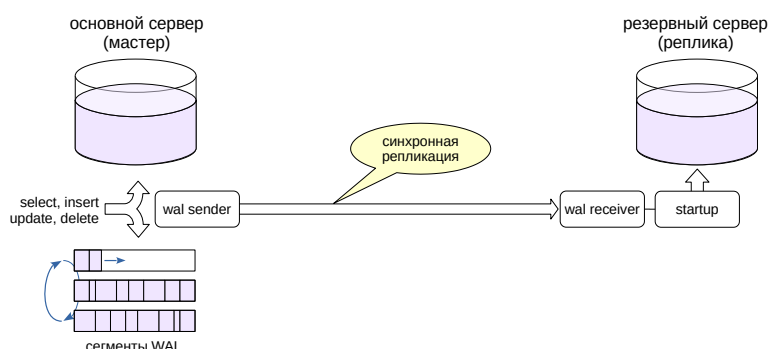 основной сервер
(мастер)
резервный сервер
(реплика)
синхронная
репликация
select, insert
update, delete
wal sender
wal receiver
startup
сегменты WAL